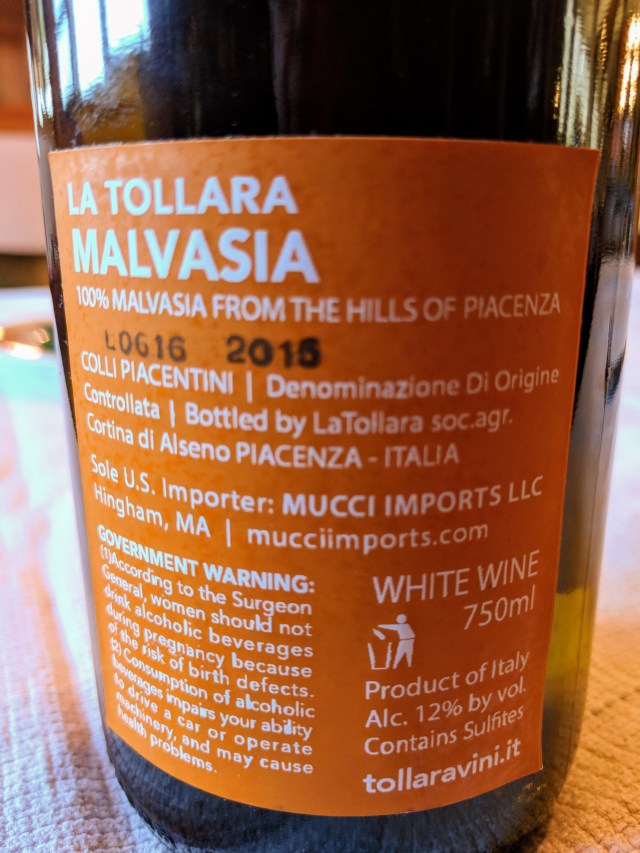 LA TOLLARA
MALVASIA
100% MALVASIA FROM THE HILLS OF PIACENZA
LOG16 2015
COLLI PIACENTINI | Denominazione Di Origine
Controllata | Bottled by LaTollara soc.agr.
Cortina di Alseno PIACENZA - ITALIA
Sole U.S. Importer: MUCCI IMPORTS LLC
Hingham, MA | mucciimports.com
GOVERNMENT WARNING:
(1)According to the Surgeon
General, women should not
drink alcoholic beverages
during pregnancy because
of the risk of birth defects.
(2) Consumption of alcoholic
beverages impairs your ability
to drive a car or operate
machinery, and may cause
health problems.
WHITE WINE
750ml
Product of Italy
Alc. 12% by vol.
Contains Sulfites
tollaravini.it